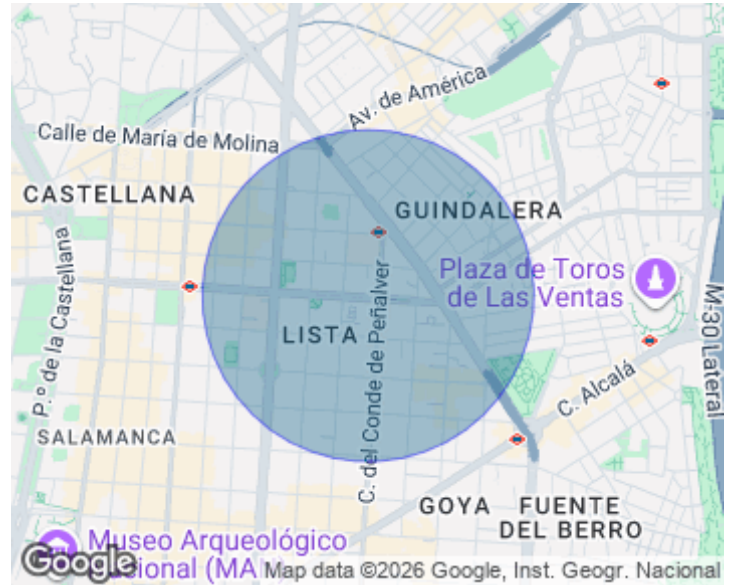 Av. de América
Calle de María de Molina
CASTELLANA
GUINDALERA
P.º de la Castellana
Plaza de Toros
de Las Ventas
M-30 Lateral
LISTA
C. del Conde de Peñalver
C. Alcalá
SALAMANCA
GOYA
FUENTE
DEL BERRO
Museo Arqueológico
cional (MA
Google
Map data ©2026 Google, Inst. Geogr. Nacional